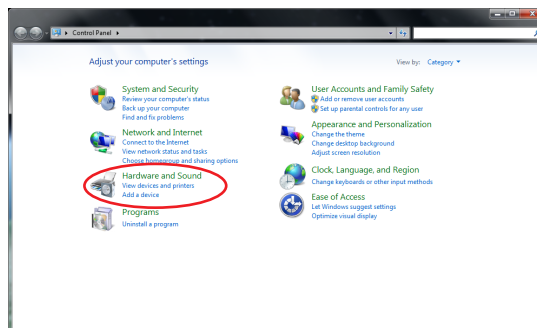 Control Panel
Adjust your computer's settings
View by: Category
System and Security
Review your computer's status
Back up your computer
Find and fix problems
Network and Internet
Connect to the Internet
View network status and tasks
Choose homegroup and sharing options
Hardware and Sound
View devices and printers
Add a device
Programs
Uninstall a program
User Accounts and Family Safety
Add or remove user accounts
Set up parental controls for any user
Appearance and Personalization
Change the theme
Change desktop background
Adjust screen resolution
Clock, Language, and Region
Change keyboards or other input methods
Ease of Access
Let Windows suggest settings
Optimize visual display